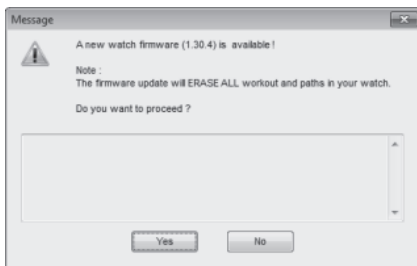 Message
A new watch firmware (1.30.4) is available !
Note :
The firmware update will ERASE ALL workout and paths in your watch.
Do you want to proceed ?
Yes
No